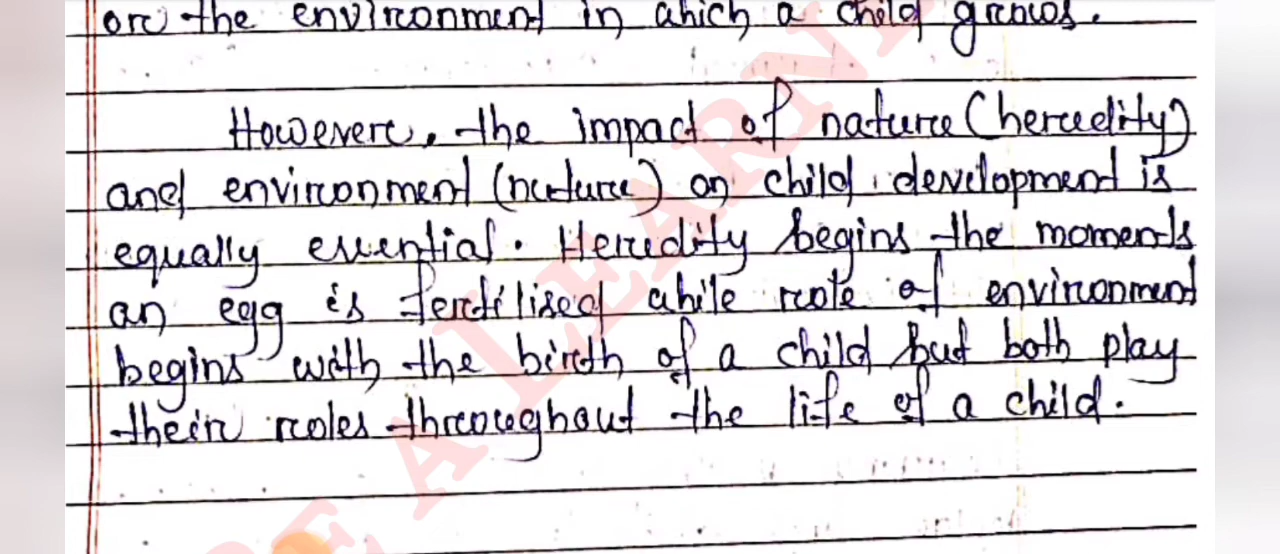 or the environment in which a child grows.
However, the impact of nature (heredity)
and environment (nurture) on child development is
equally essential. Heredity begins the moments
an egg is fertilised while role of environment
begins with the birth of a child but both play
their roles throughout the life of a child.
BE A LEARN